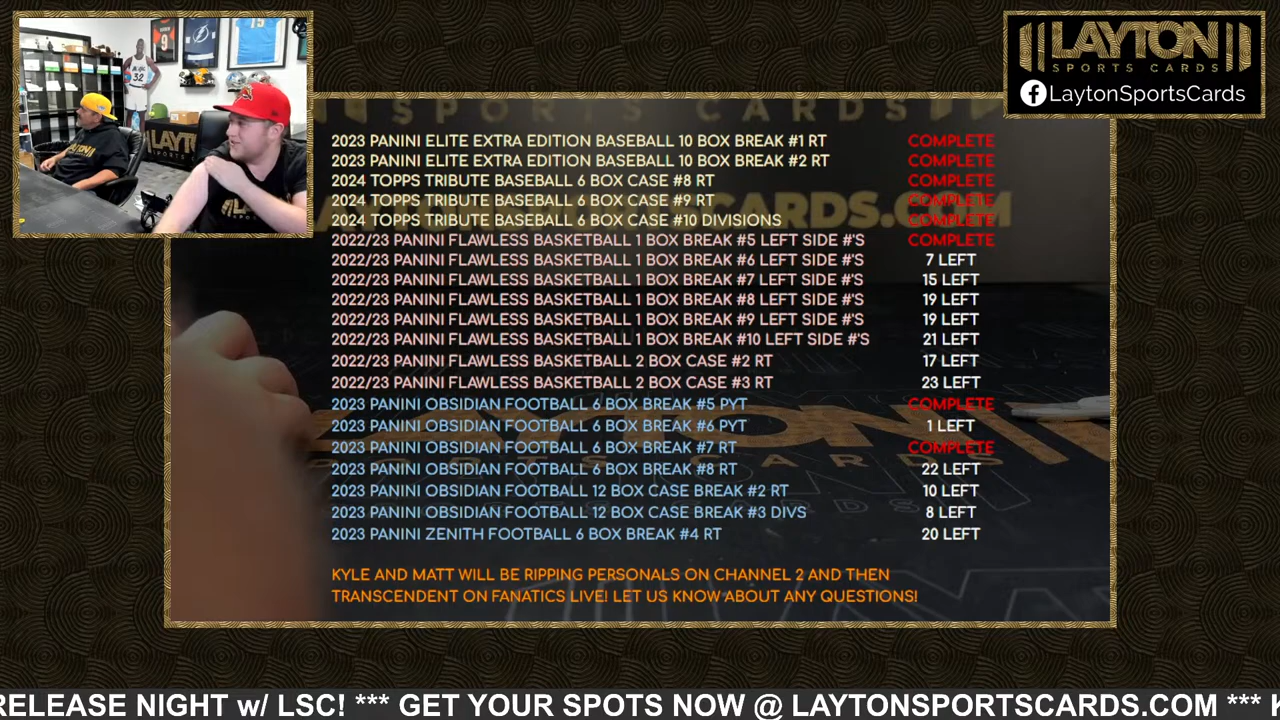 LAYTON
SPORTS CARDS
LaytonSportsCards
SPORTS CARDS
2023 PANINI ELITE EXTRA EDITION BASEBALL 10 BOX BREAK #1 RT COMPLETE
2023 PANINI ELITE EXTRA EDITION BASEBALL 10 BOX BREAK #2 RT COMPLETE
2024 TOPPS TRIBUTE BASEBALL 6 BOX CASE #8 RT COMPLETE
2024 TOPPS TRIBUTE BASEBALL 6 BOX CASE #9 RT COMPLETE
2024 TOPPS TRIBUTE BASEBALL 6 BOX CASE #10 DIVISIONS COMPLETE
2022/23 PANINI FLAWLESS BASKETBALL 1 BOX BREAK #5 LEFT SIDE #'S COMPLETE
2022/23 PANINI FLAWLESS BASKETBALL 1 BOX BREAK #6 LEFT SIDE #'S 7 LEFT
2022/23 PANINI FLAWLESS BASKETBALL 1 BOX BREAK #7 LEFT SIDE #'S 15 LEFT
2022/23 PANINI FLAWLESS BASKETBALL 1 BOX BREAK #8 LEFT SIDE #'S 19 LEFT
2022/23 PANINI FLAWLESS BASKETBALL 1 BOX BREAK #9 LEFT SIDE #'S 19 LEFT
2022/23 PANINI FLAWLESS BASKETBALL 1 BOX BREAK #10 LEFT SIDE #'S 21 LEFT
2022/23 PANINI FLAWLESS BASKETBALL 2 BOX CASE #2 RT 17 LEFT
2022/23 PANINI FLAWLESS BASKETBALL 2 BOX CASE #3 RT 23 LEFT
2023 PANINI OBSIDIAN FOOTBALL 6 BOX BREAK #5 PYT COMPLETE
2023 PANINI OBSIDIAN FOOTBALL 6 BOX BREAK #6 PYT 1 LEFT
2023 PANINI OBSIDIAN FOOTBALL 6 BOX BREAK #7 RT COMPLETE
2023 PANINI OBSIDIAN FOOTBALL 6 BOX BREAK #8 RT 22 LEFT
2023 PANINI OBSIDIAN FOOTBALL 12 BOX CASE BREAK #2 RT 10 LEFT
2023 PANINI OBSIDIAN FOOTBALL 12 BOX CASE BREAK #3 DIVS 8 LEFT
2023 PANINI ZENITH FOOTBALL 6 BOX BREAK #4 RT 20 LEFT
KYLE AND MATT WILL BE RIPPING PERSONALS ON CHANNEL 2 AND THEN
TRANSCENDENT ON FANATICS LIVE! LET US KNOW ABOUT ANY QUESTIONS!
RELEASE NIGHT w/ LSC! *** GET YOUR SPOTS NOW @ LAYTONSPORTSCARDS.COM ***